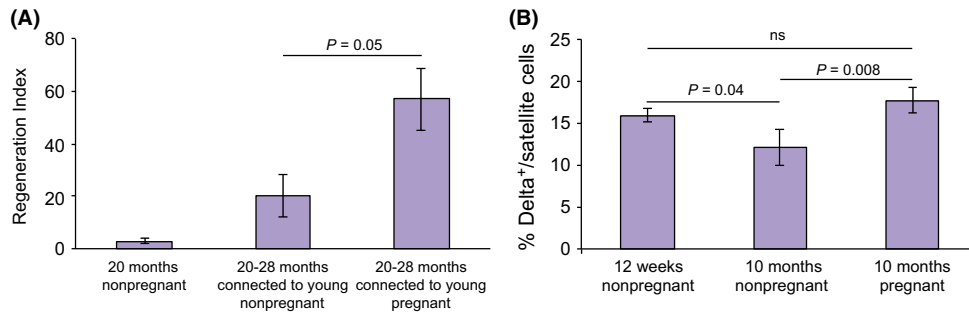 (A)
80
60
40
20
0
Regeneration Index
P = 0.05
20 months
nonpregnant
20-28 months
connected to young
nonpregnant
20-28 months
connected to young
pregnant
(B)
25
20
15
10
5
0
% Delta⁺/satellite cells
ns
P = 0.04
P = 0.008
12 weeks
nonpregnant
10 months
nonpregnant
10 months
pregnant